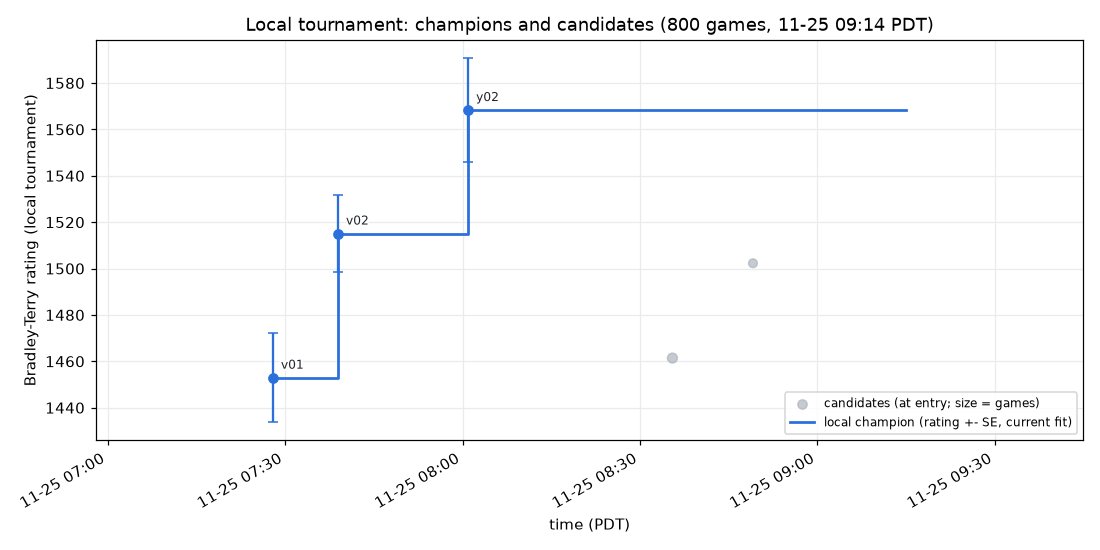 Local tournament: champions and candidates (800 games, 11-25 09:14 PDT)
Bradley-Terry rating (local tournament)
1580
1560
1540
1520
1500
1480
1460
1440
y02
v02
v01
candidates (at entry; size = games)
local champion (rating +- SE, current fit)
11-25 07:00
11-25 07:30
11-25 08:00
11-25 08:30
11-25 09:00
11-25 09:30
time (PDT)